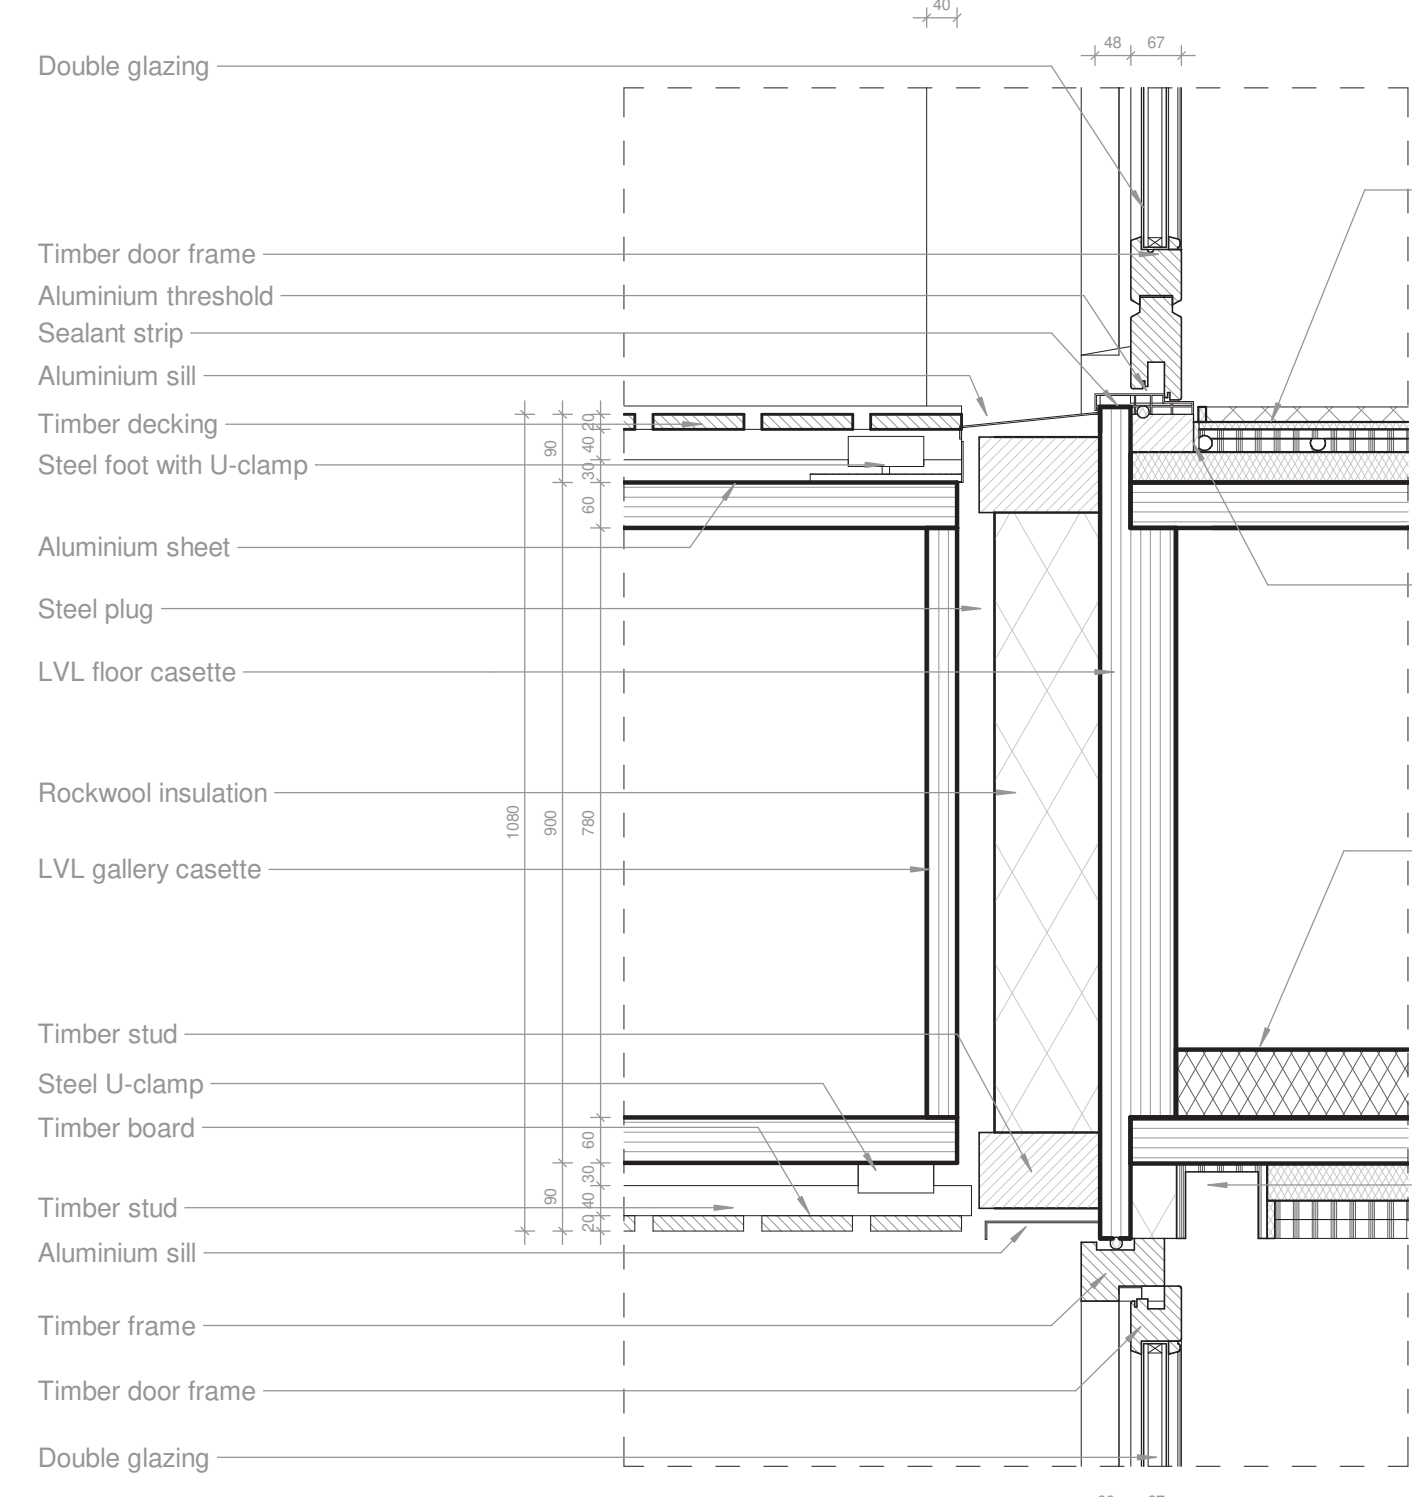 40
48 67
Double glazing
Timber door frame
Aluminium threshold
Sealant strip
Aluminium sill
Timber decking
Steel foot with U-clamp
20
40
90
30
60
Aluminium sheet
Steel plug
LVL floor casette
Rockwool insulation
1080 900 780
LVL gallery casette
Timber stud
Steel U-clamp
Timber board
60
30
90
40
20
Timber stud
Aluminium sill
Timber frame
Timber door frame
Double glazing